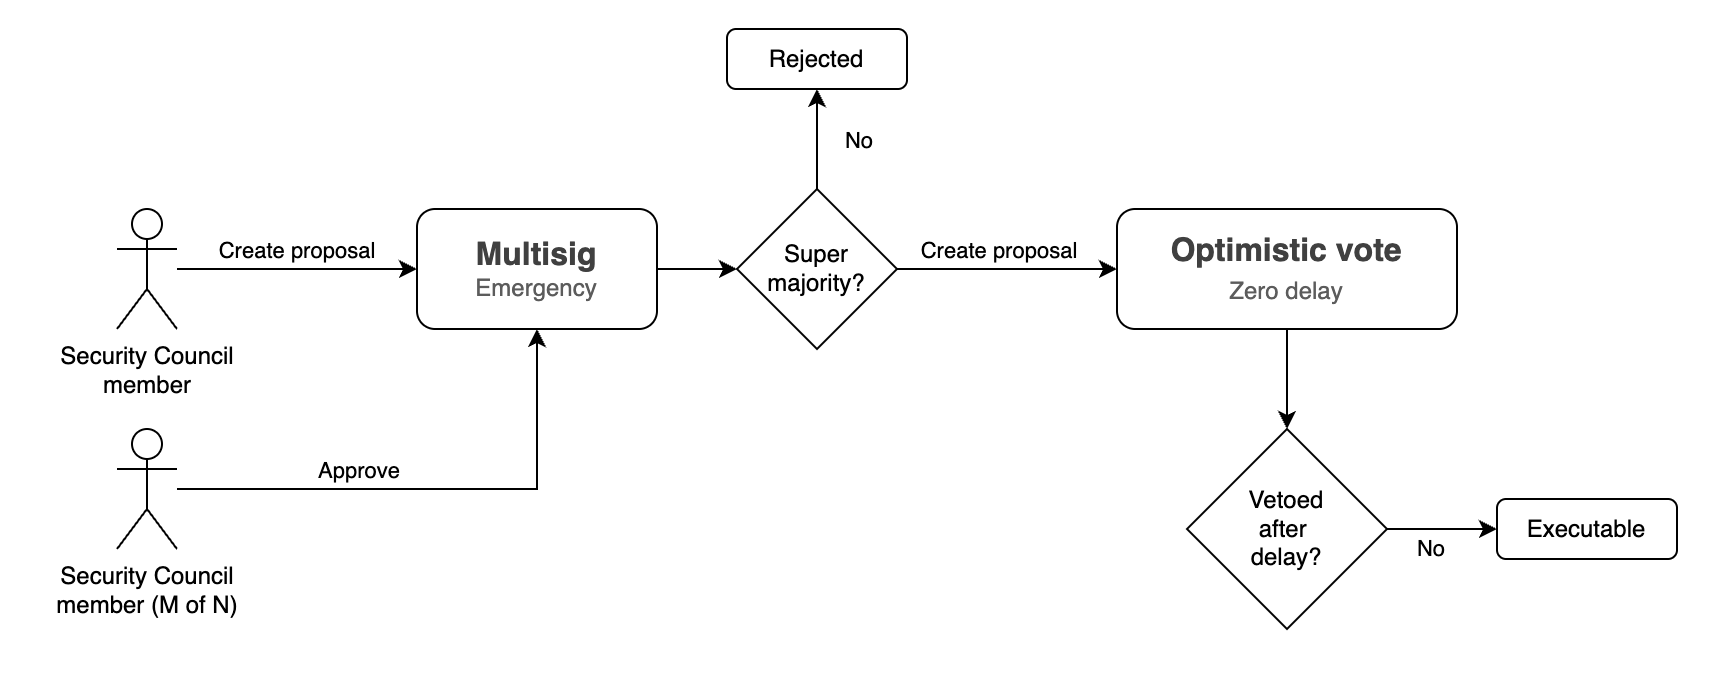 Rejected
No
Create proposal
Multisig
Emergency
Super
majority?
Create proposal
Optimistic vote
Zero delay
Security Council
member
Approve
Vetoed
after
delay?
No
Executable
Security Council
member (M of N)